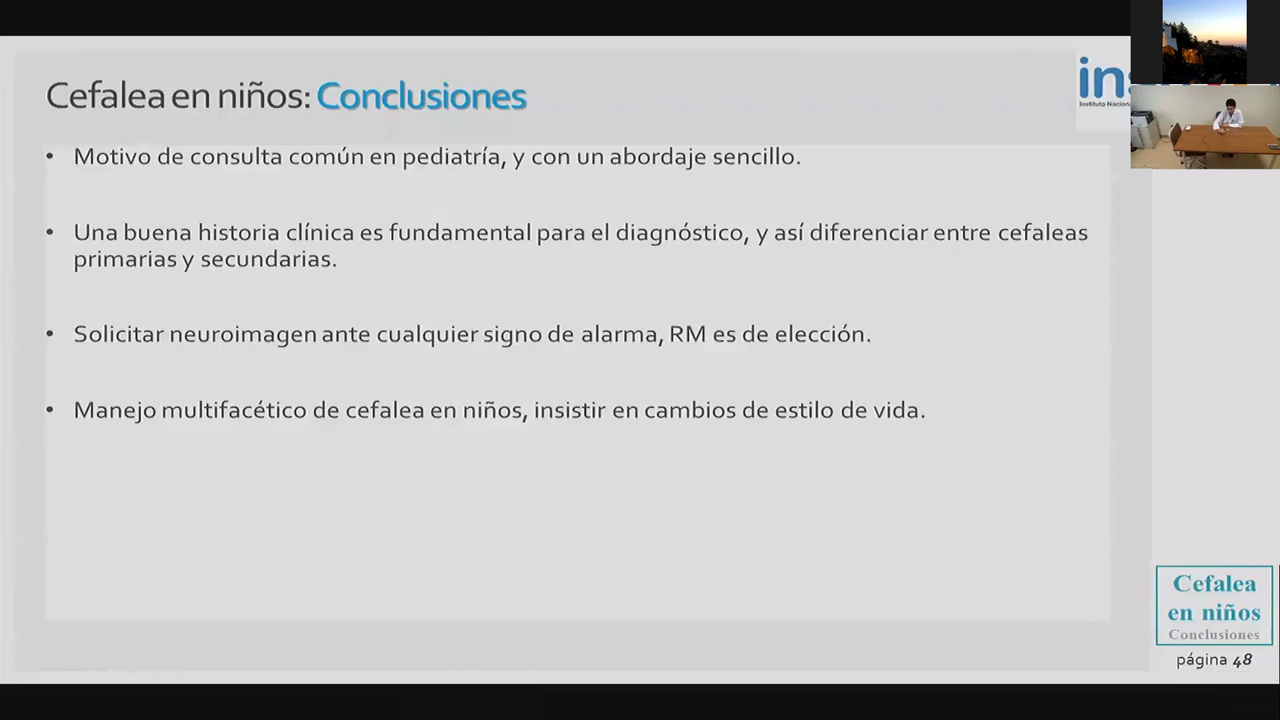 Cefalea en niños: Conclusiones
• Motivo de consulta común en pediatría, y con un abordaje sencillo.
• Una buena historia clínica es fundamental para el diagnóstico, y así diferenciar entre cefaleas
primarias y secundarias.
• Solicitar neuroimagen ante cualquier signo de alarma, RM es de elección.
• Manejo multifacético de cefalea en niños, insistir en cambios de estilo de vida.
Instituto
Cefalea
en niños
Conclusiones
página 48